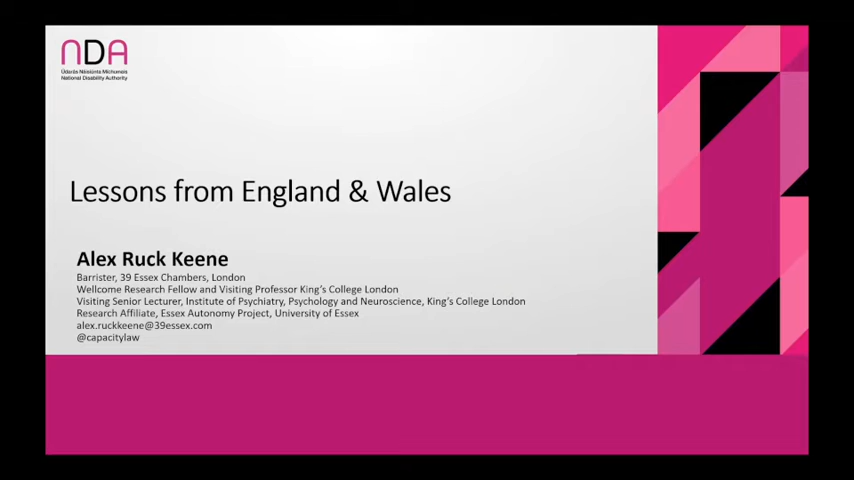 NDA
Údarás Náisiúnta Míchumais
National Disability Authority
Lessons from England & Wales
Alex Ruck Keene
Barrister, 39 Essex Chambers, London
Wellcome Research Fellow and Visiting Professor King's College London
Visiting Senior Lecturer, Institute of Psychiatry, Psychology and Neuroscience, King's College London
Research Affiliate, Essex Autonomy Project, University of Essex
alex.ruckkeene@39essex.com
@capacitylaw